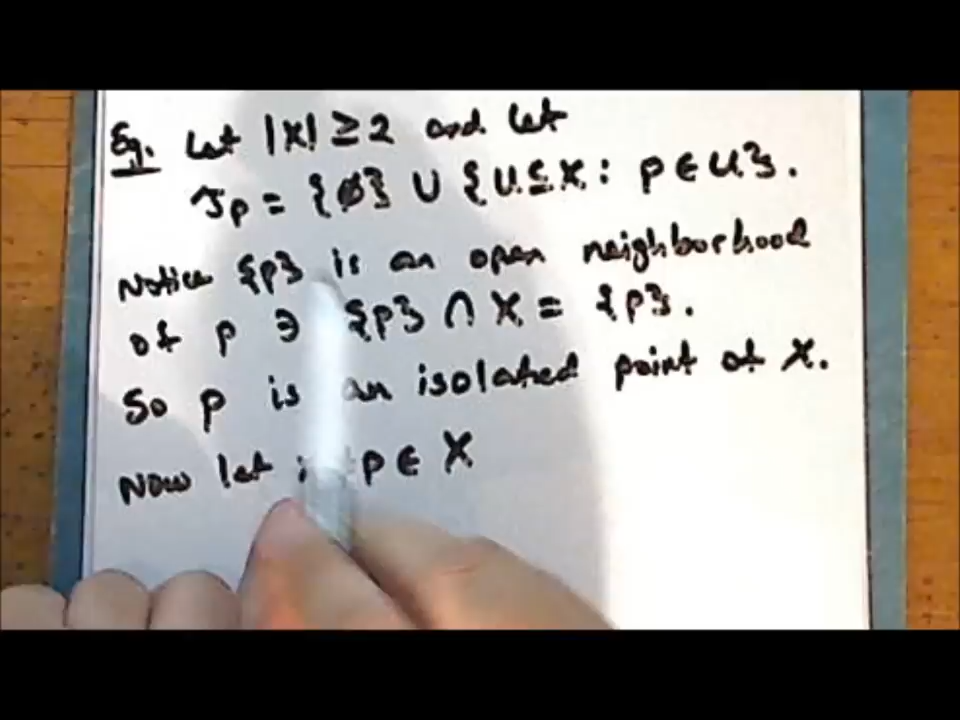 Eg. Let |X| ≥ 2 and let
𝒯p = {∅} ∪ {U ⊆ X : p ∈ U}.
Notice {p} is an open neighborhood
of p ∋ {p} ∩ X = {p}.
So p is an isolated point of X.
Now let p ∈ X